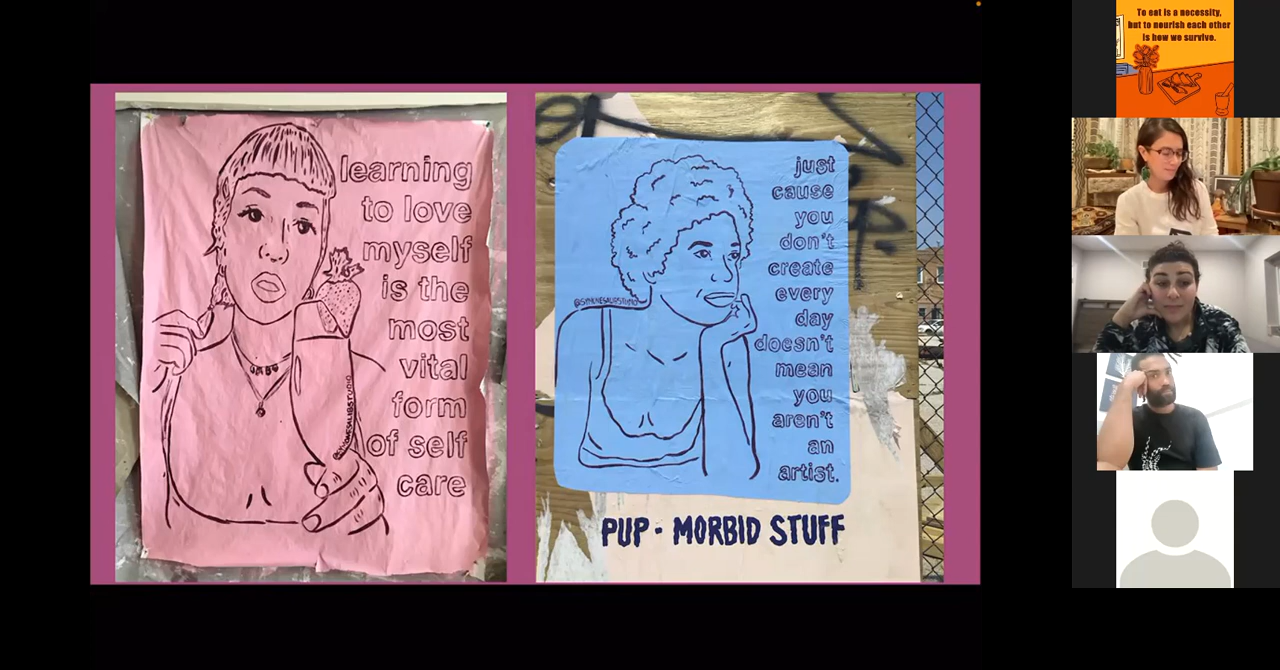 learning
to love
myself
is the
most
vital
form
of self
care
just
cause
you
don't
create
every
day
doesn't
mean
you
aren't
an
artist.
PUP - MORBID STUFF
To eat is a necessity,
but to nourish each other
is how we survive.